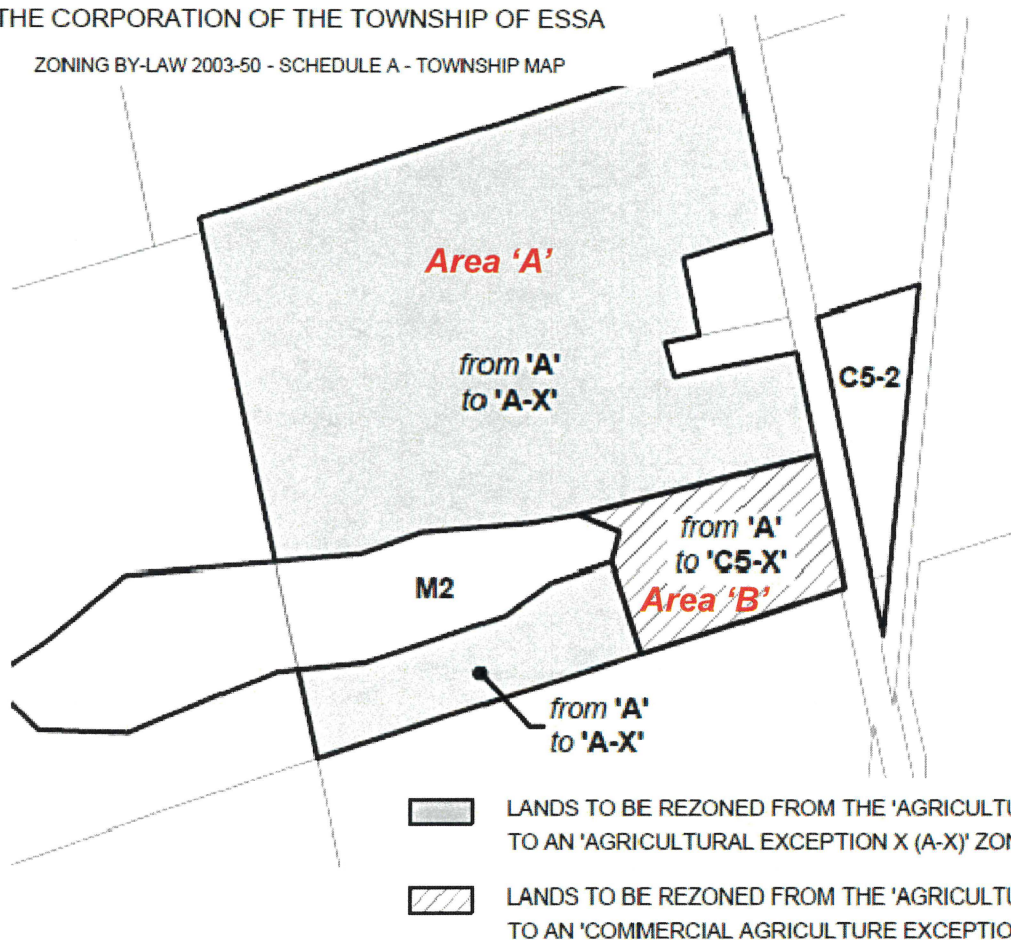 THE CORPORATION OF THE TOWNSHIP OF ESSA
ZONING BY-LAW 2003-50 - SCHEDULE A - TOWNSHIP MAP
Area ‘A’
from 'A'
to 'A-X'
C5-2
from 'A'
to 'C5-X'
Area ‘B’
M2
from 'A'
to 'A-X'
LANDS TO BE REZONED FROM THE 'AGRICULTU
TO AN 'AGRICULTURAL EXCEPTION X (A-X)' ZON
LANDS TO BE REZONED FROM THE 'AGRICULTU
TO AN 'COMMERCIAL AGRICULTURE EXCEPTIO